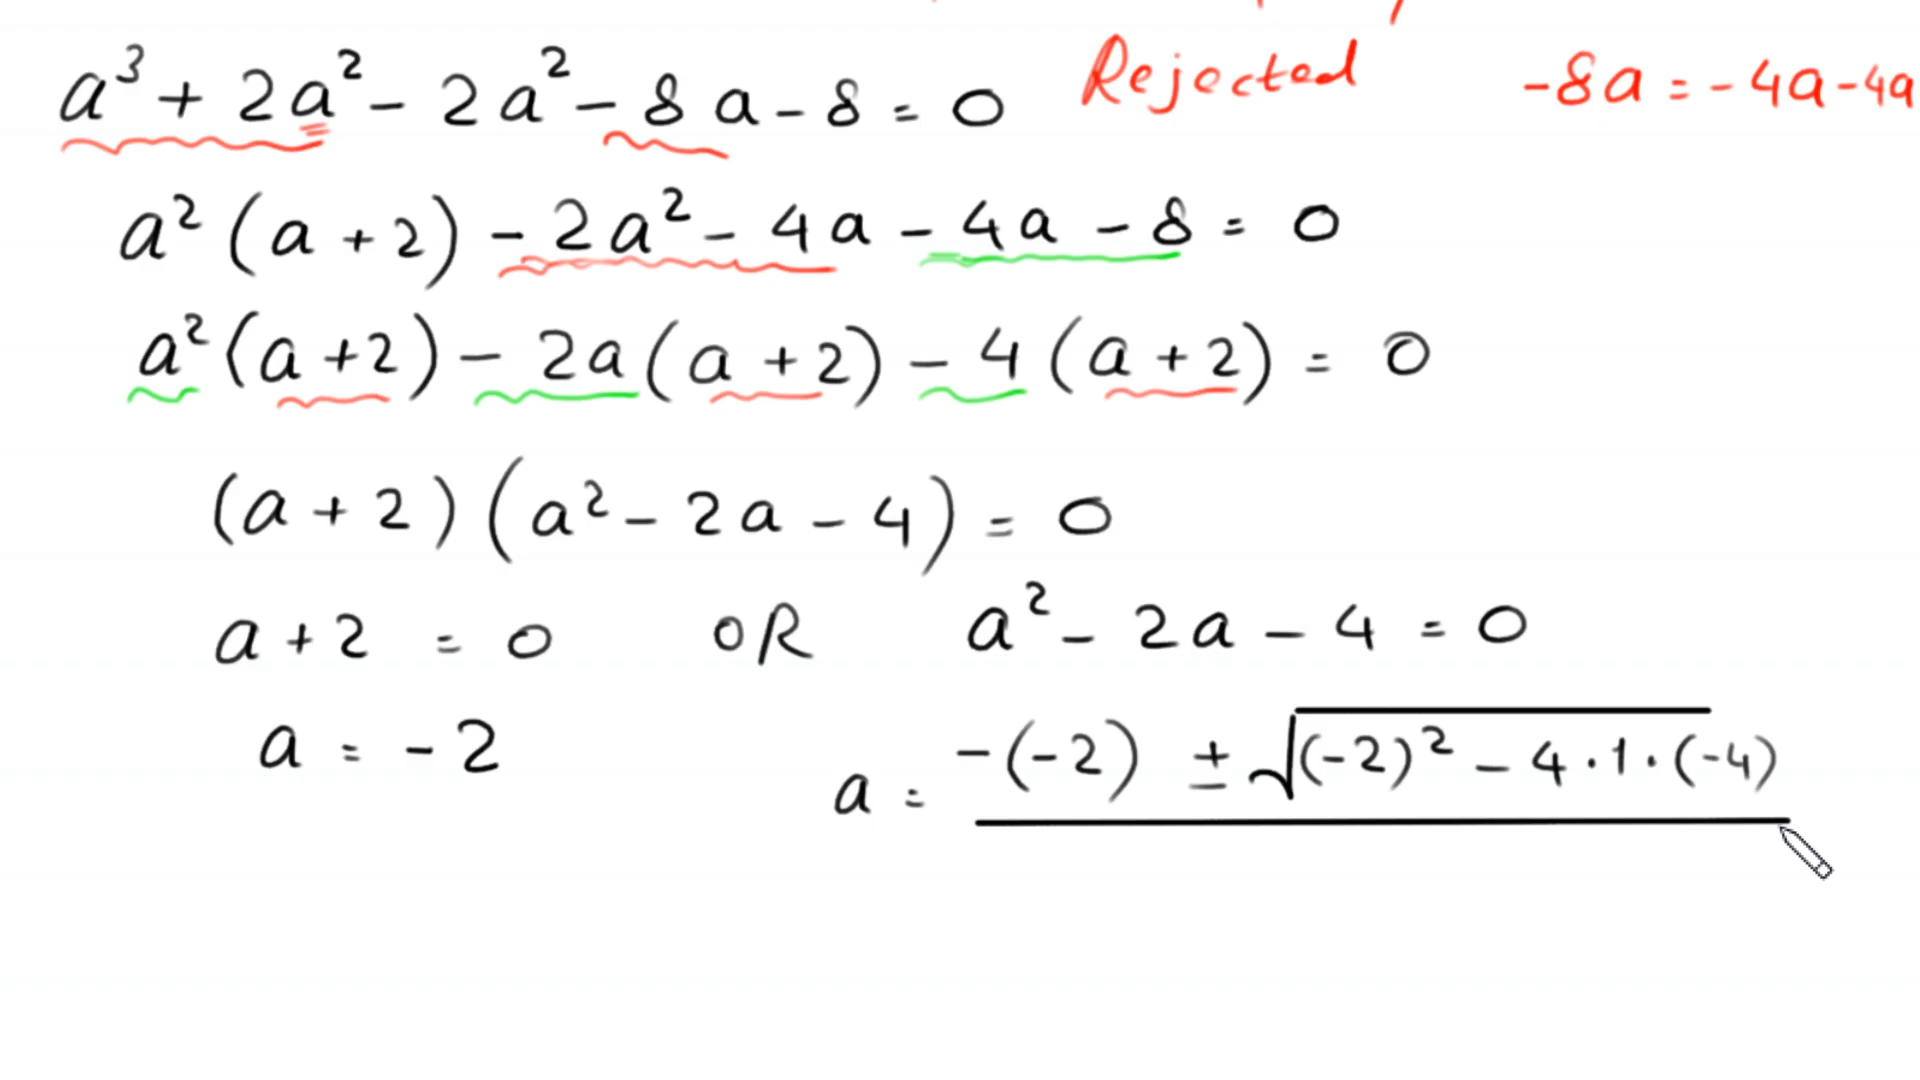 a³ + 2a² - 2a² - 8a - 8 = 0
Rejected
-8a = -4a-4a
a² (a + 2) - 2a² - 4a - 4a - 8 = 0
a² (a + 2) - 2a (a + 2) - 4 (a + 2) = 0
(a + 2) (a² - 2a - 4) = 0
a + 2 = 0 OR a² - 2a - 4 = 0
a = -2
a = -(-2) ± √(-2)² - 4·1·(-4)